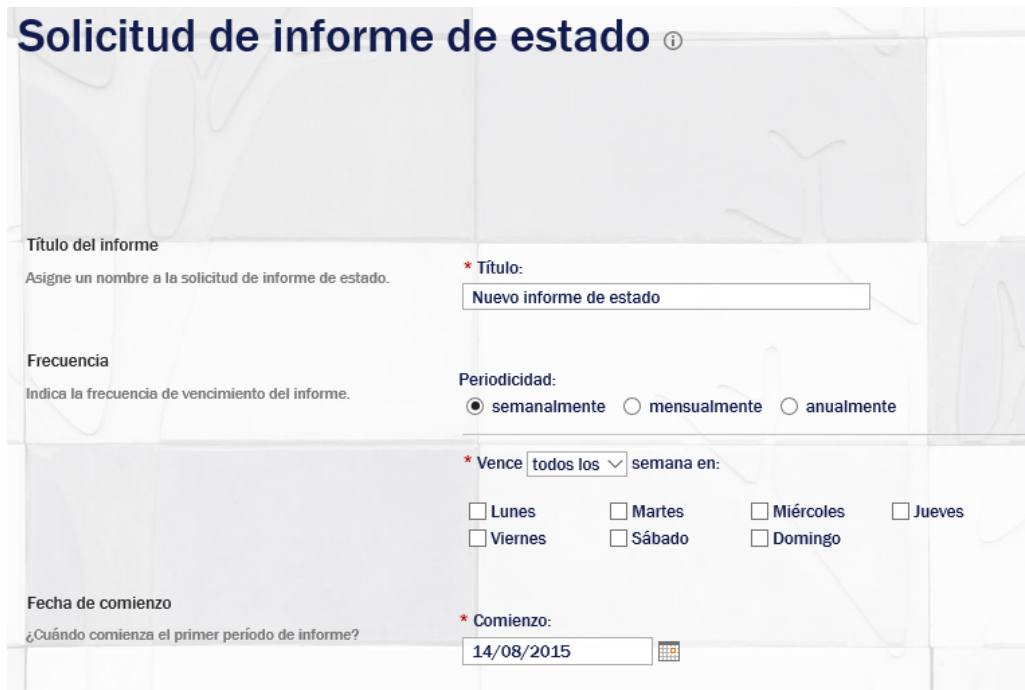 Solicitud de informe de estado
Título del informe
Asigne un nombre a la solicitud de informe de estado.
* Título:
Nuevo informe de estado
Frecuencia
Indica la frecuencia de vencimiento del informe.
Periodicidad:
semanalmente mensualmente anualmente
* Vence todos los semana en:
Lunes Martes Miércoles Jueves
Viernes Sábado Domingo
Fecha de comienzo
¿Cuándo comienza el primer período de informe?
* Comienzo:
14/08/2015